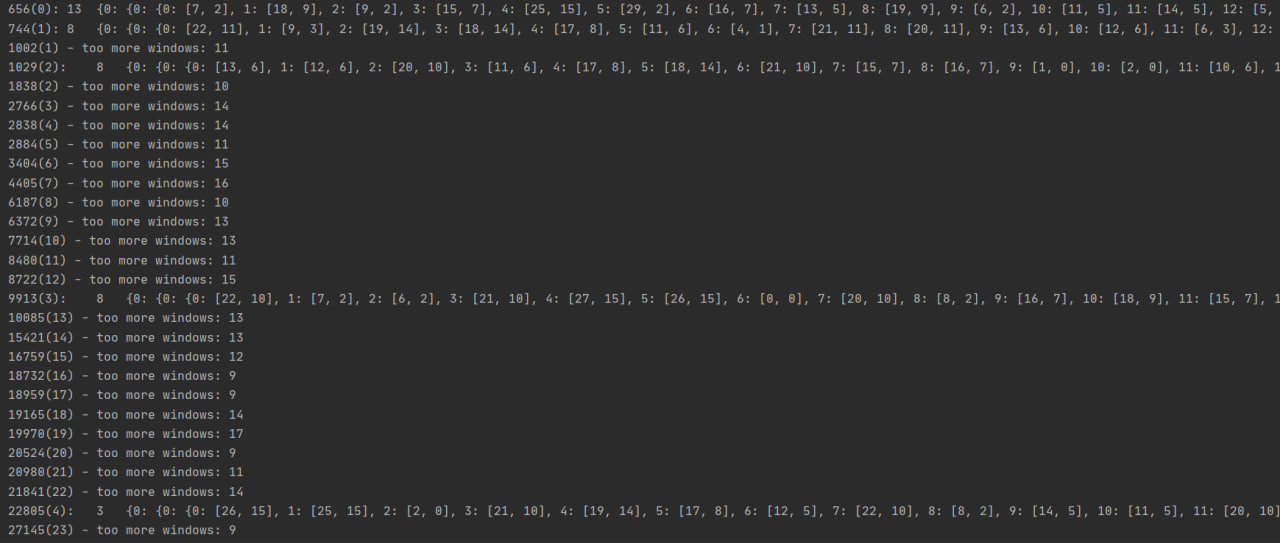 656(0): 13 {0: {0: {0: [7, 2], 1: [18, 9], 2: [9, 2], 3: [15, 7], 4: [25, 15], 5: [29, 2], 6: [16, 7], 7: [13, 5], 8: [19, 9], 9: [6, 2], 10: [11, 5], 11: [14, 5], 12: [5,
744(1): 8 {0: {0: {0: [22, 11], 1: [9, 3], 2: [19, 14], 3: [18, 14], 4: [17, 8], 5: [11, 6], 6: [4, 1], 7: [21, 11], 8: [20, 11], 9: [13, 6], 10: [12, 6], 11: [6, 3], 12:
1002(1) - too more windows: 11
1029(2): 8 {0: {0: {0: [13, 6], 1: [12, 6], 2: [20, 10], 3: [11, 6], 4: [17, 8], 5: [18, 14], 6: [21, 10], 7: [15, 7], 8: [16, 7], 9: [1, 0], 10: [2, 0], 11: [10, 6], 1
1838(2) - too more windows: 10
2766(3) - too more windows: 14
2838(4) - too more windows: 14
2884(5) - too more windows: 11
3404(6) - too more windows: 15
4405(7) - too more windows: 16
6187(8) - too more windows: 10
6372(9) - too more windows: 13
7714(10) - too more windows: 13
8480(11) - too more windows: 11
8722(12) - too more windows: 15
9913(3): 8 {0: {0: {0: [22, 10], 1: [7, 2], 2: [6, 2], 3: [21, 10], 4: [27, 15], 5: [26, 15], 6: [0, 0], 7: [20, 10], 8: [8, 2], 9: [16, 7], 10: [18, 9], 11: [15, 7], 1
10085(13) - too more windows: 13
15421(14) - too more windows: 13
16759(15) - too more windows: 12
18732(16) - too more windows: 9
18959(17) - too more windows: 9
19165(18) - too more windows: 14
19970(19) - too more windows: 17
20524(20) - too more windows: 9
20980(21) - too more windows: 11
21841(22) - too more windows: 14
22805(4): 3 {0: {0: {0: [26, 15], 1: [25, 15], 2: [2, 0], 3: [21, 10], 4: [19, 14], 5: [17, 8], 6: [12, 5], 7: [22, 10], 8: [8, 2], 9: [14, 5], 10: [11, 5], 11: [20, 10]
27145(23) - too more windows: 9